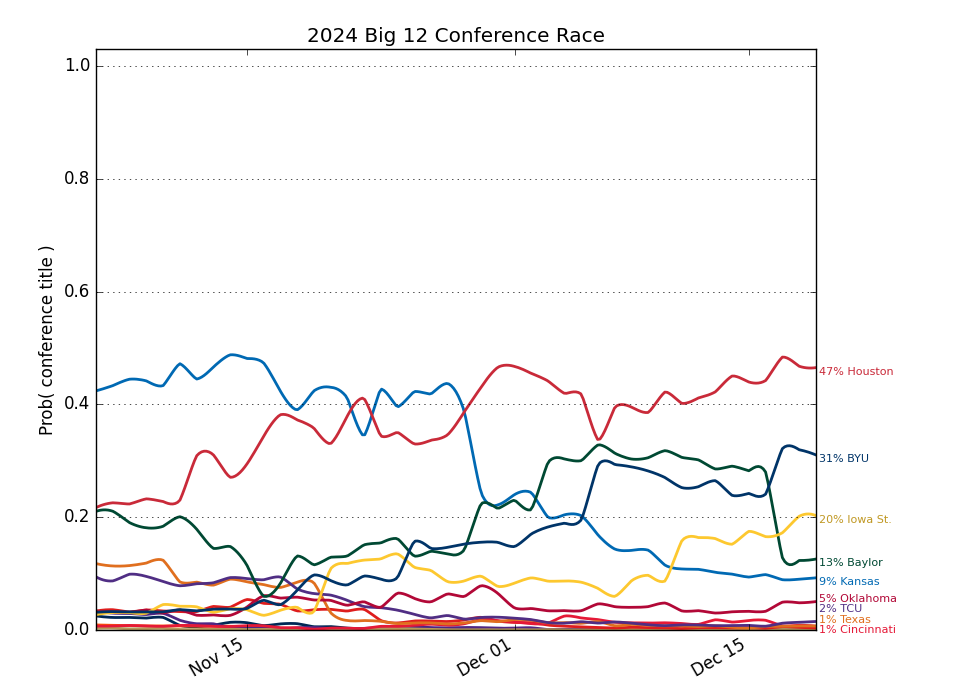 2024 Big 12 Conference Race
Prob( conference title )
1.0
0.8
0.6
0.4
0.2
0.0
Nov 15
Dec 01
Dec 15
47% Houston
31% BYU
20% Iowa St.
13% Baylor
9% Kansas
5% Oklahoma
2% TCU
1% Texas
1% Cincinnati